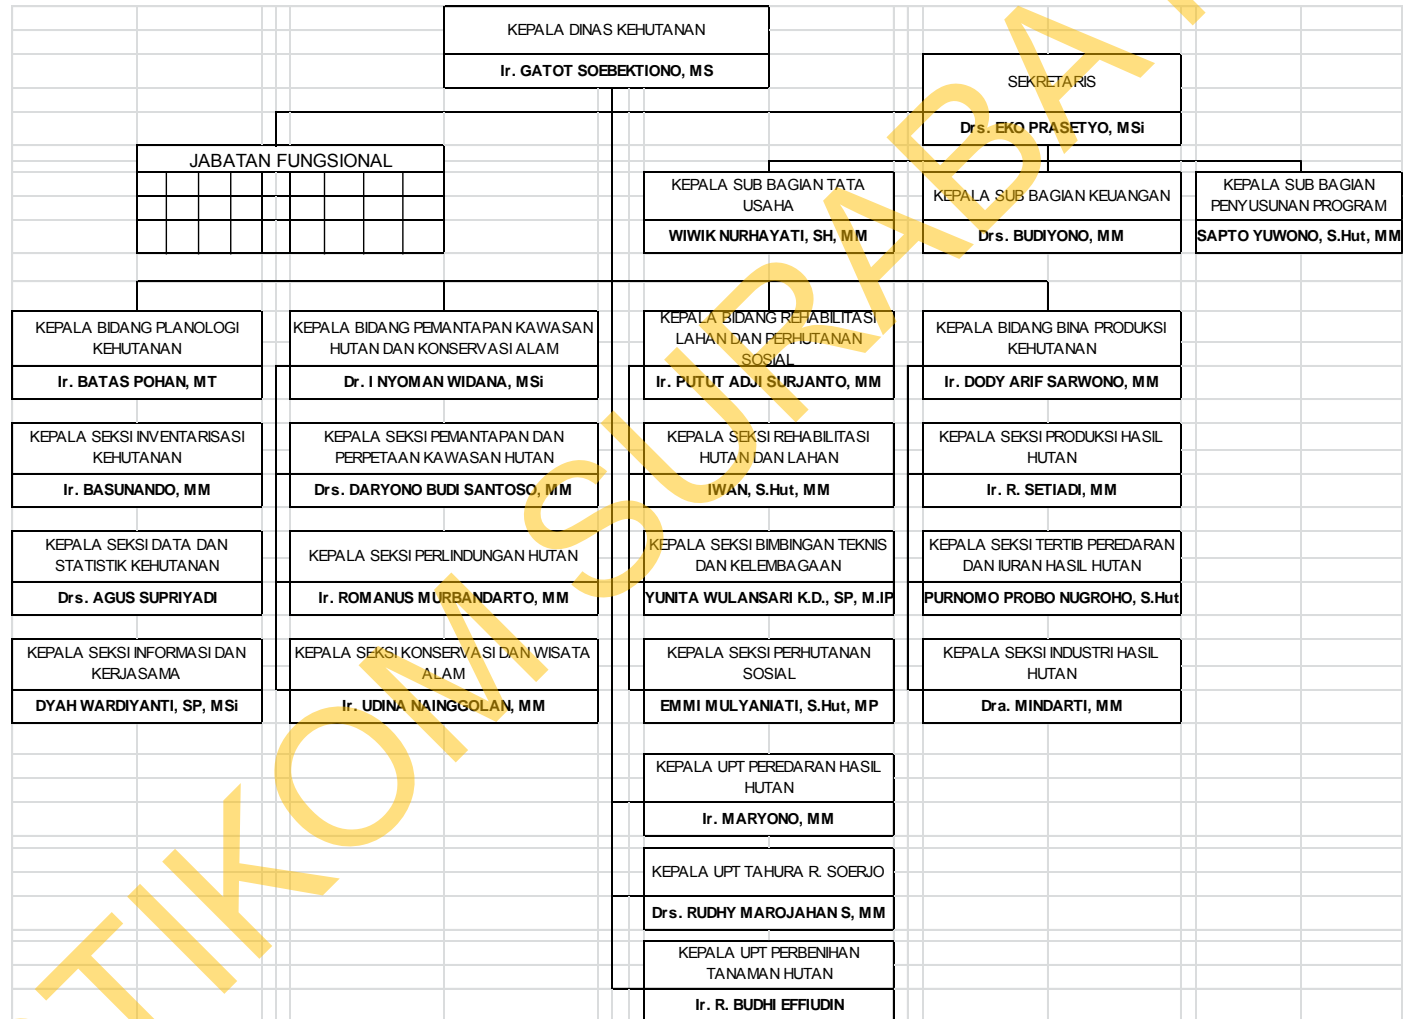 KEPALA DINAS KEHUTANAN
Ir. GATOT SOEBEKTIONO, MS
SEKRETARIS
Drs. EKO PRASETYO, MSi
JABATAN FUNGSIONAL
KEPALA SUB BAGIAN TATA
USAHA
WIWIK NURHAYATI, SH, MM
KEPALA SUB BAGIAN KEUANGAN
Drs. BUDIYONO, MM
KEPALA SUB BAGIAN
PENYUSUNAN PROGRAM
SAPTO YUWONO, S.Hut, MM
KEPALA BIDANG PLANOLOGI
KEHUTANAN
Ir. BATAS POHAN, MT
KEPALA BIDANG PEMANTAPAN KAWASAN
HUTAN DAN KONSERVASI ALAM
Dr. I NYOMAN WIDANA, MSi
KEPALA BIDANG REHABILITASI
LAHAN DAN PERHUTANAN
SOSIAL
Ir. PUTUT ADJI SURJANTO, MM
KEPALA BIDANG BINA PRODUKSI
KEHUTANAN
Ir. DODY ARIF SARWONO, MM
KEPALA SEKSI INVENTARISASI
KEHUTANAN
Ir. BASUNANDO, MM
KEPALA SEKSI PEMANTAPAN DAN
PERPETAAN KAWASAN HUTAN
Drs. DARYONO BUDI SANTOSO, MM
KEPALA SEKSI REHABILITASI
HUTAN DAN LAHAN
IWAN, S.Hut, MM
KEPALA SEKSI PRODUKSI HASIL
HUTAN
Ir. R. SETIADI, MM
KEPALA SEKSI DATA DAN
STATISTIK KEHUTANAN
Drs. AGUS SUPRIYADI
KEPALA SEKSI PERLINDUNGAN HUTAN
Ir. ROMANUS MURBANDARTO, MM
KEPALA SEKSI BIMBINGAN TEKNIS
DAN KELEMBAGAAN
YUNITA WULANSARI K.D., SP, M.IP
KEPALA SEKSI TERTIB PEREDARAN
DAN IURAN HASIL HUTAN
PURNOMO PROBO NUGROHO, S.Hut
KEPALA SEKSI INFORMASI DAN
KERJASAMA
DYAH WARDIYANTI, SP, MSi
KEPALA SEKSI KONSERVASI DAN WISATA
ALAM
Ir. UDINA NAINGGOLAN, MM
KEPALA SEKSI PERHUTANAN
SOSIAL
EMMI MULYANIATI, S.Hut, MP
KEPALA SEKSI INDUSTRI HASIL
HUTAN
Dra. MINDARTI, MM
KEPALA UPT PEREDARAN HASIL
HUTAN
Ir. MARYONO, MM
KEPALA UPT TAHURA R. SOERJO
Drs. RUDHY MAROJAHAN S, MM
KEPALA UPT PERBENIHAN
TANAMAN HUTAN
Ir. R. BUDHI EFFIUDIN
TIKOM SURABA